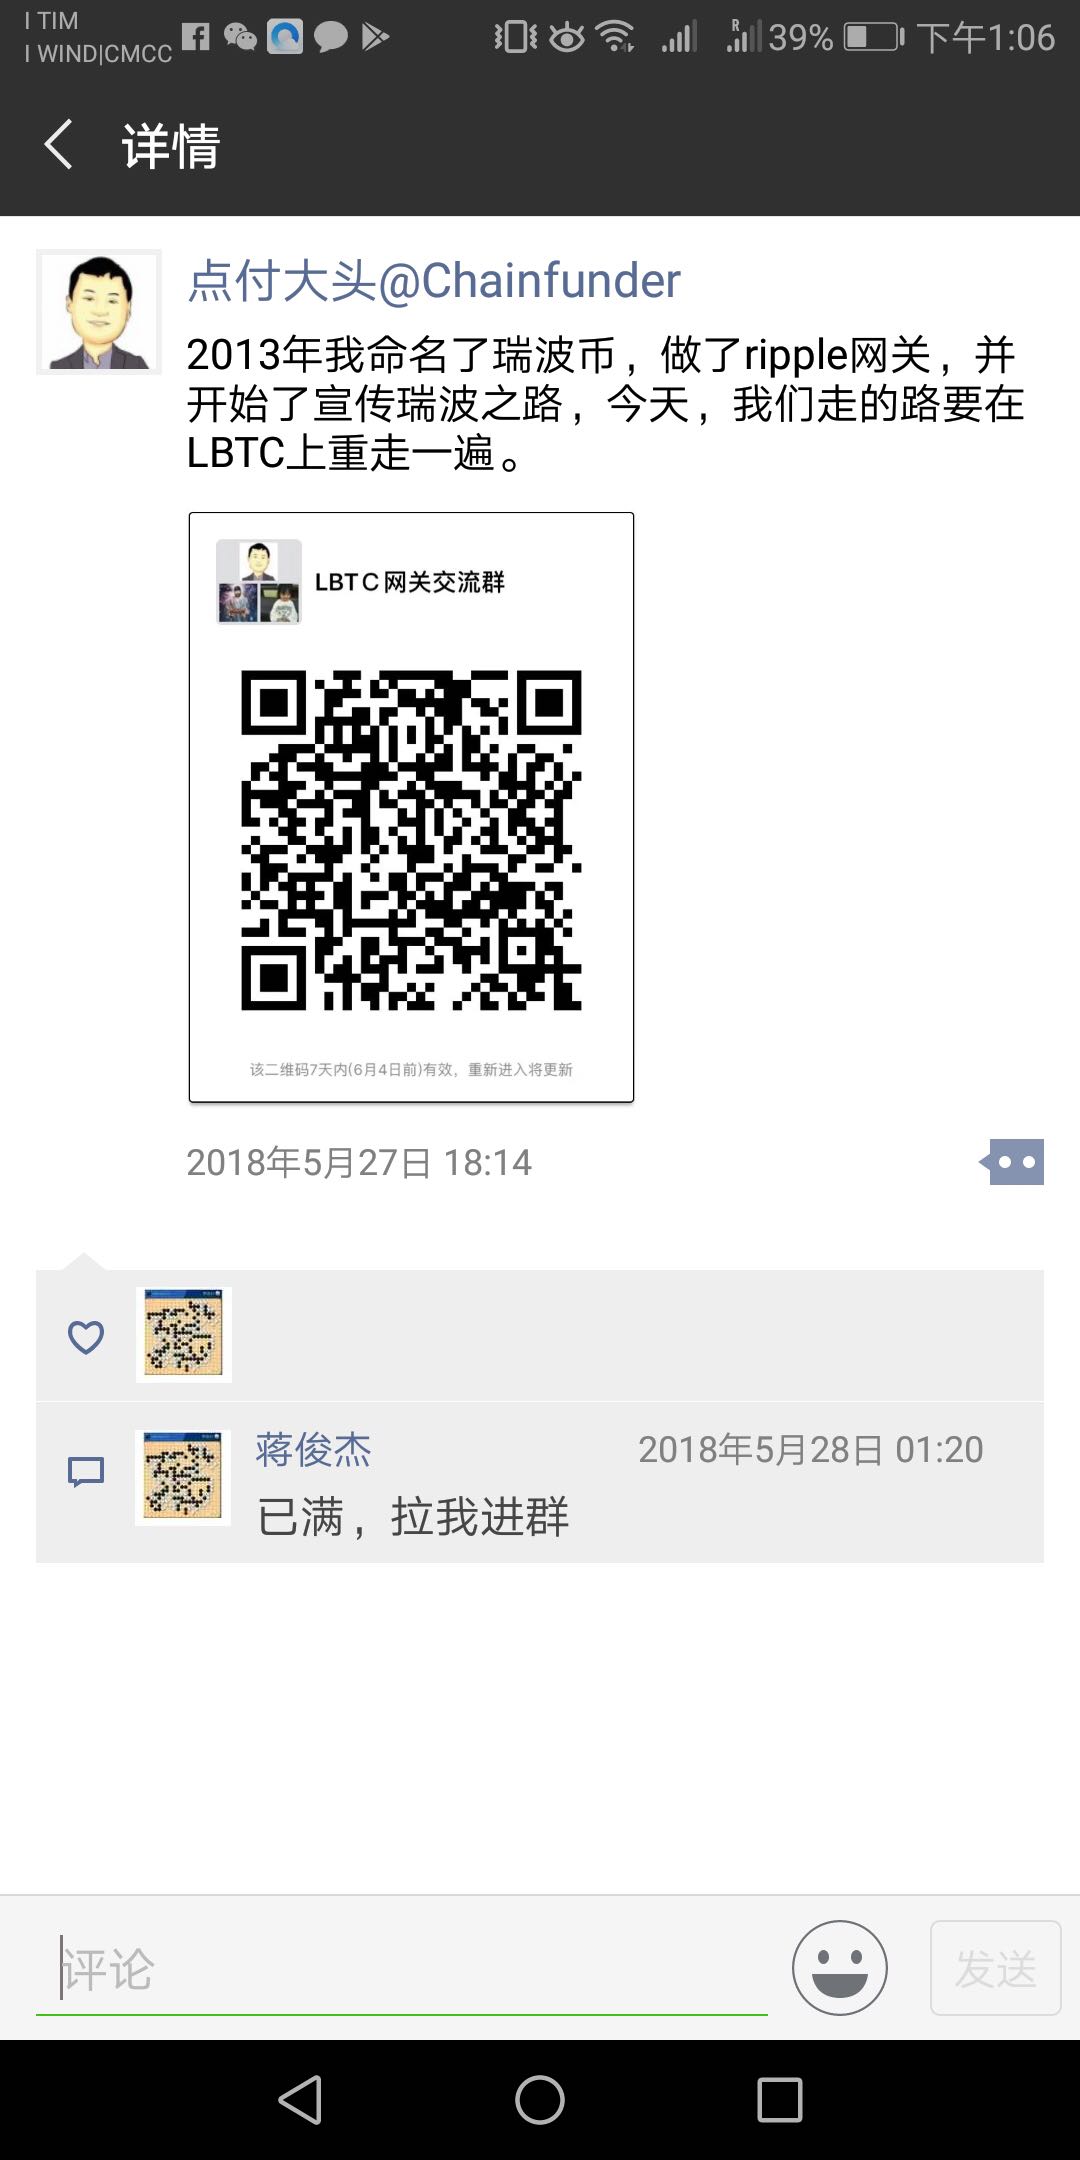 I TIM
I WIND|CMCC
39%
下午1:06
详情
点付大头@Chainfunder
2013年我命名了瑞波币，做了ripple网关，并
开始了宣传瑞波之路，今天，我们走的路要在
LBTC上重走一遍。
LBTC网关交流群
该二维码7天内(6月4日前)有效，重新进入将更新
2018年5月27日 18:14
蒋俊杰
2018年5月28日 01:20
已满，拉我进群
评论
发送